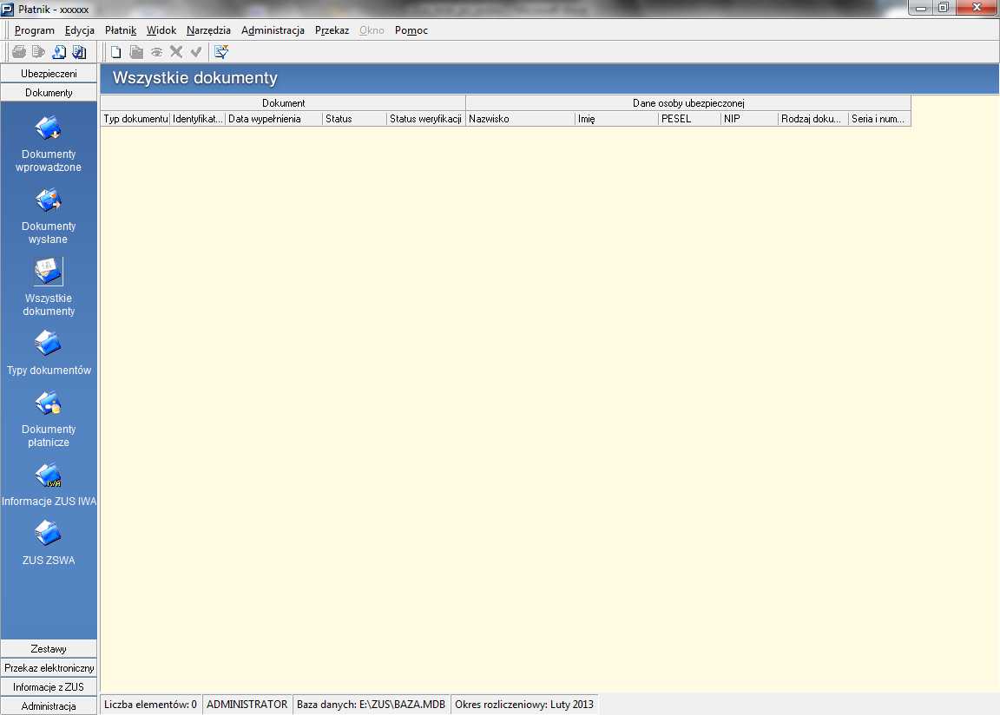 Płatnik - xxxxxx
Program Edycja Płatnik Widok Narzędzia Administracja Przekaz Okno Pomoc
Ubezpieczeni
Dokumenty
Dokumenty
wprowadzone
Dokumenty
wysłane
Wszystkie
dokumenty
Typy dokumentów
Dokumenty
płatnicze
IWA
Informacje ZUS IWA
ZUS ZSWA
Zestawy
Przekaz elektroniczny
Informacje z ZUS
Administracja
Wszystkie dokumenty
Dokument Dane osoby ubezpieczonej
Typ dokumentu Identyfikat... Data wypełnienia Status Status weryfikacji Nazwisko Imię PESEL NIP Rodzaj doku... Seria i num...
Liczba elementów: 0 ADMINISTRATOR Baza danych: E:\ZUS\BAZA.MDB Okres rozliczeniowy: Luty 2013